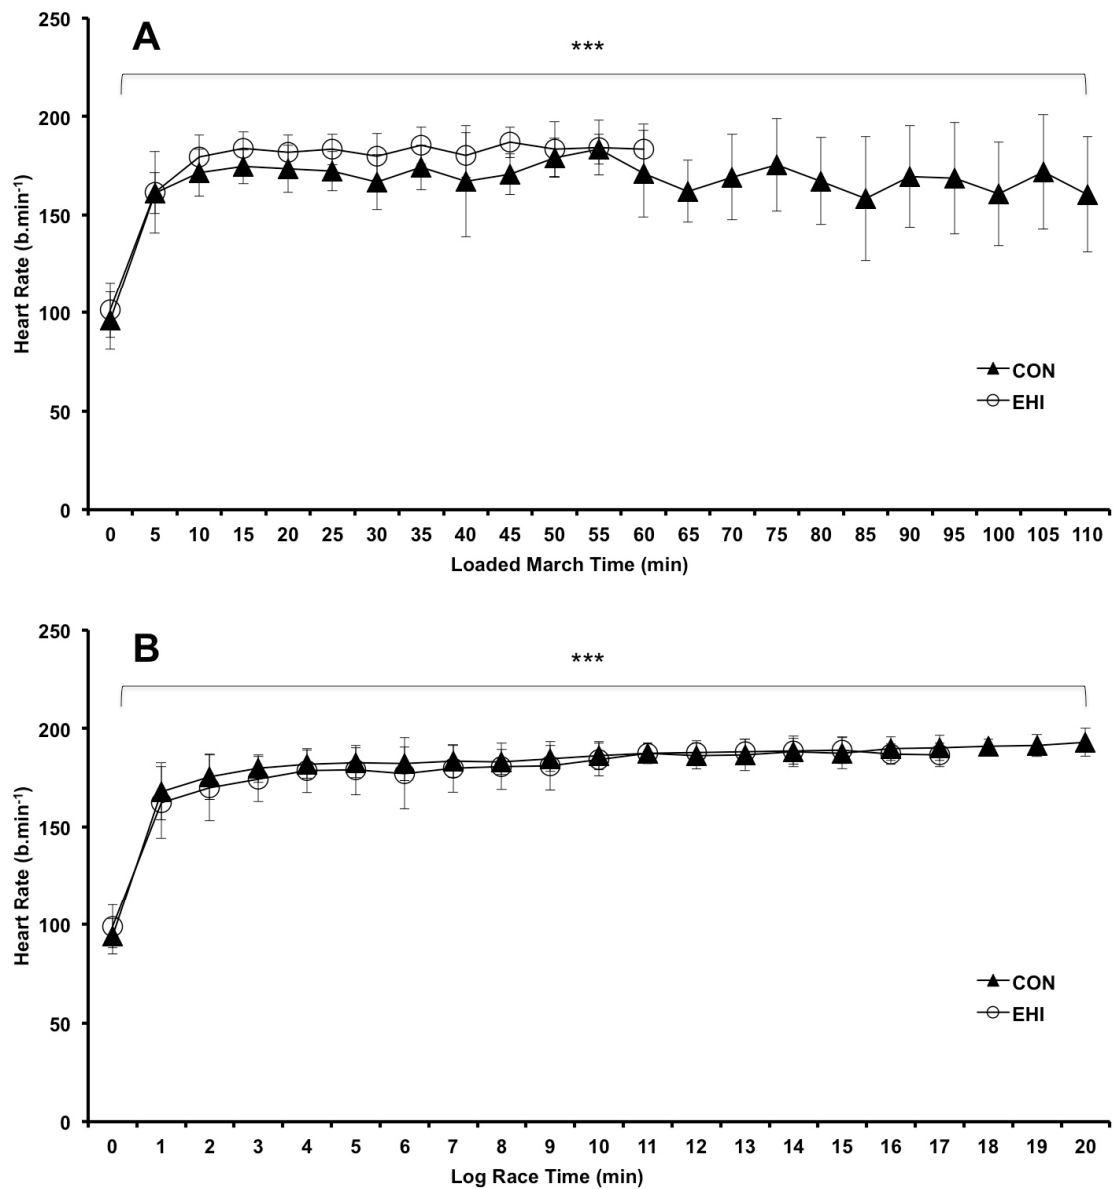 A
***
250
200
150
100
50
0
Heart Rate (b.min⁻¹)
CON
EHI
0 5 10 15 20 25 30 35 40 45 50 55 60 65 70 75 80 85 90 95 100 105 110
Loaded March Time (min)
B
***
250
200
150
100
50
0
Heart Rate (b.min⁻¹)
CON
EHI
0 1 2 3 4 5 6 7 8 9 10 11 12 13 14 15 16 17 18 19 20
Log Race Time (min)